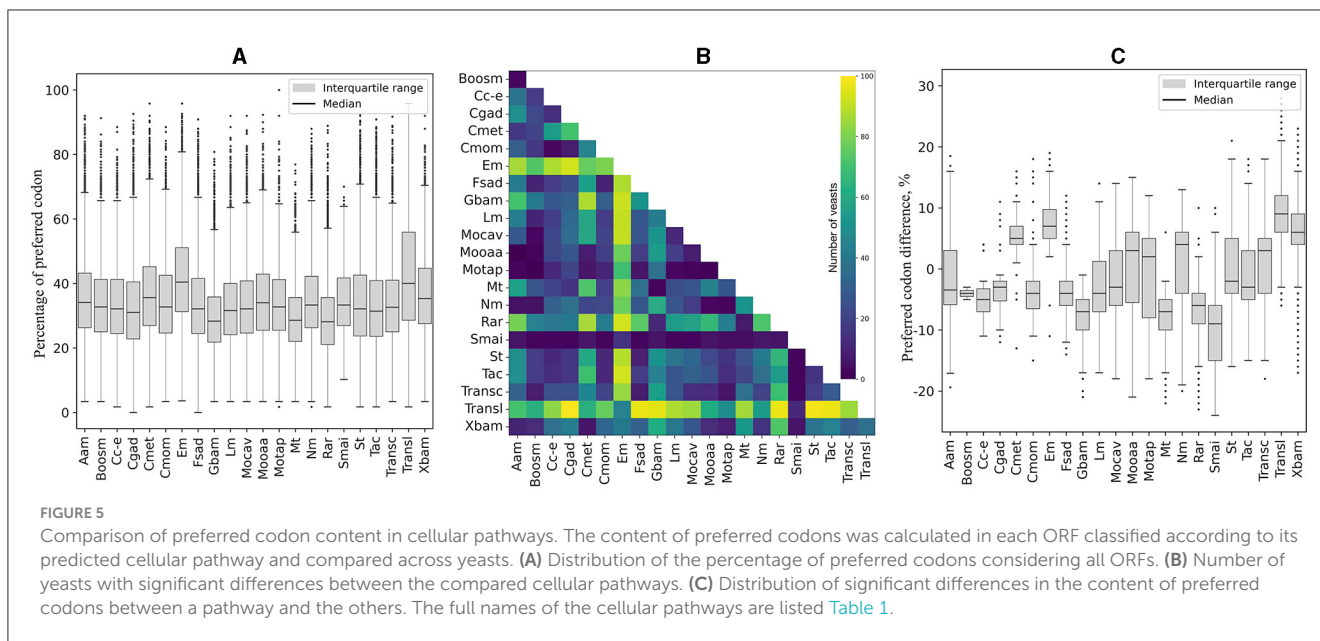 A
B
C
Interquartile range
Median
100
80
60
40
20
0
Percentage of preferred codon
Aam
Boosm
Cc-e
Cgad
Cmet
Cmom
Em
Fsad
Gbam
Lm
Mocav
Mooaa
Motap
Mt
Nm
Rar
Smai
St
Tac
Transc
Transl
Xbam
Boosm
Cc-e
Cgad
Cmet
Cmom
Em
Fsad
Gbam
Lm
Mocav
Mooaa
Motap
Mt
Nm
Rar
Smai
St
Tac
Transc
Transl
Xbam
Aam
Boosm
Cc-e
Cgad
Cmet
Cmom
Em
Fsad
Gbam
Lm
Mocav
Mooaa
Motap
Mt
Nm
Rar
Smai
St
Tac
Transc
Transl
Number of yeasts
100
80
60
40
20
0
Interquartile range
Median
30
20
10
-0
-10
-20
Preferred codon difference, %
Aam
Boosm
Cc-e
Cgad
Cmet
Cmom
Em
Fsad
Gbam
Lm
Mocav
Mooaa
Motap
Mt
Nm
Rar
Smai
St
Tac
Transc
Transl
Xbam
FIGURE 5
Comparison of preferred codon content in cellular pathways. The content of preferred codons was calculated in each ORF classified according to its
predicted cellular pathway and compared across yeasts. (A) Distribution of the percentage of preferred codons considering all ORFs. (B) Number of
yeasts with significant differences between the compared cellular pathways. (C) Distribution of significant differences in the content of preferred
codons between a pathway and the others. The full names of the cellular pathways are listed Table 1.